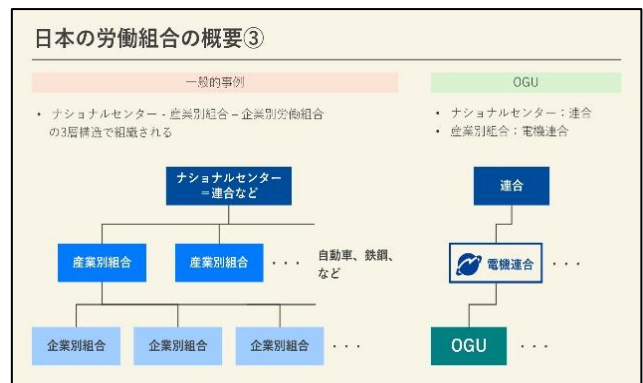 日本の労働組合の概要③
一般的事例
・ ナショナルセンター - 産業別組合 – 企業別労働組合
の3層構造で組織される
ナショナルセンター
＝連合など
産業別組合
産業別組合
・・・
自動車、鉄鋼、
など
企業別組合
企業別組合
企業別組合
・・・
OGU
・ ナショナルセンター：連合
・ 産業別組合：電機連合
連合
電機連合
・・・
OGU
・・・